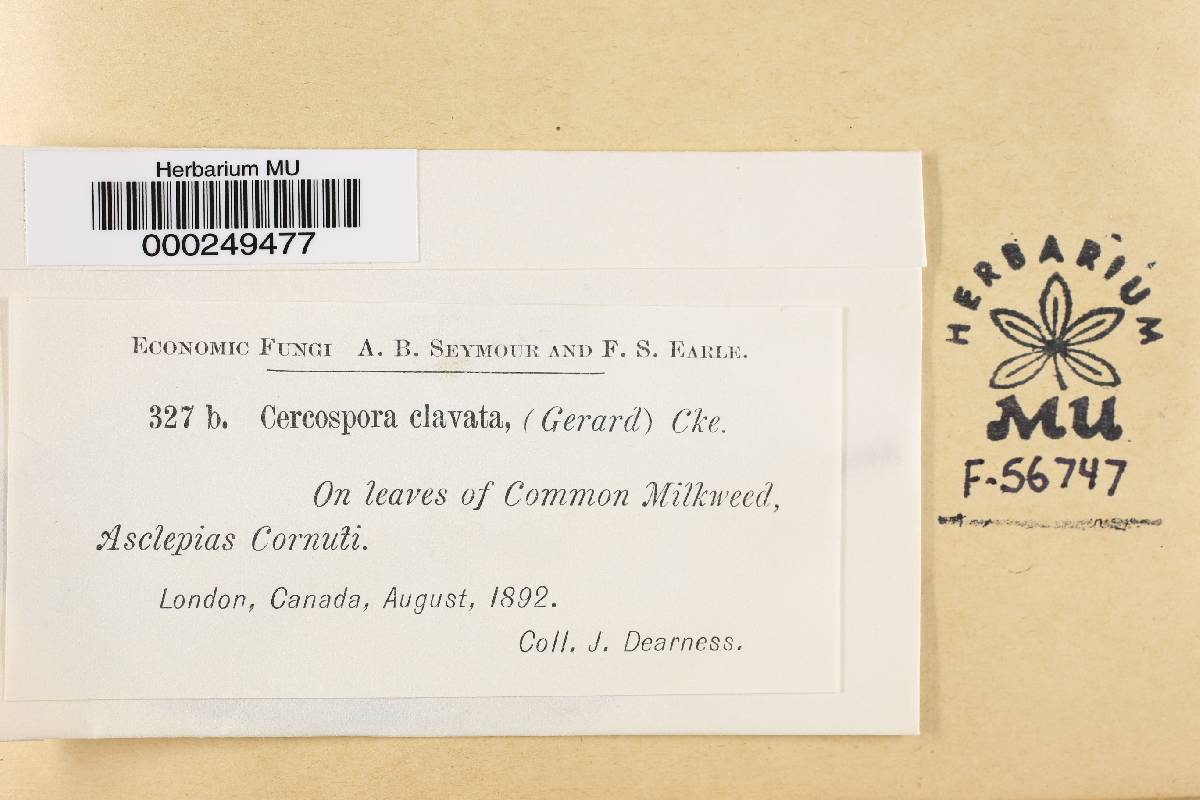 Herbarium MU
000249477
ECONOMIC FUNGI A. B. SEYMOUR AND F. S. EARLE.
327 b. Cercospora clavata, (Gerard) Cke.
On leaves of Common Milkweed,
Asclepias Cornuti.
London, Canada, August, 1892.
Coll. J. Dearness.
HERBARIUM
MU
F-56747